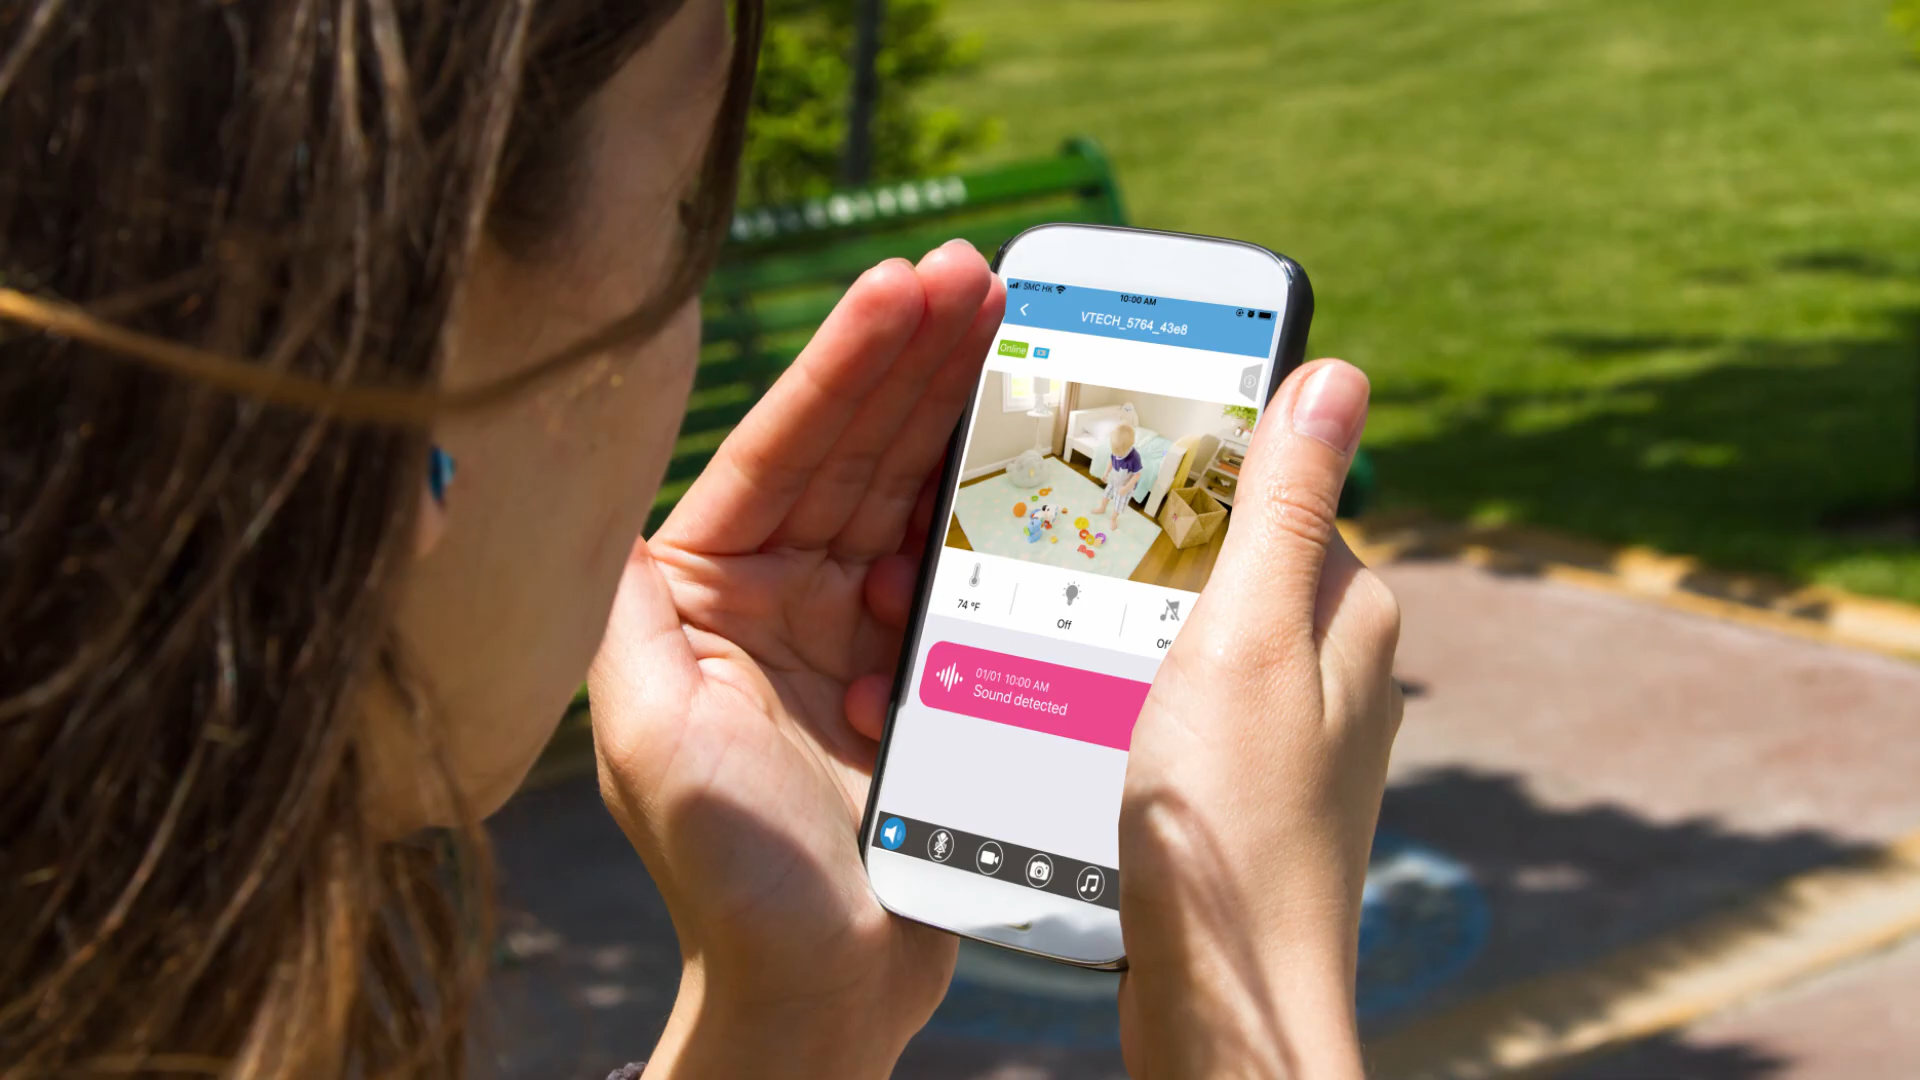 SMC HK
10:00 AM
VTECH_5764_43e8
Online
74 °F
Off
Off
01/01 10:00 AM
Sound detected